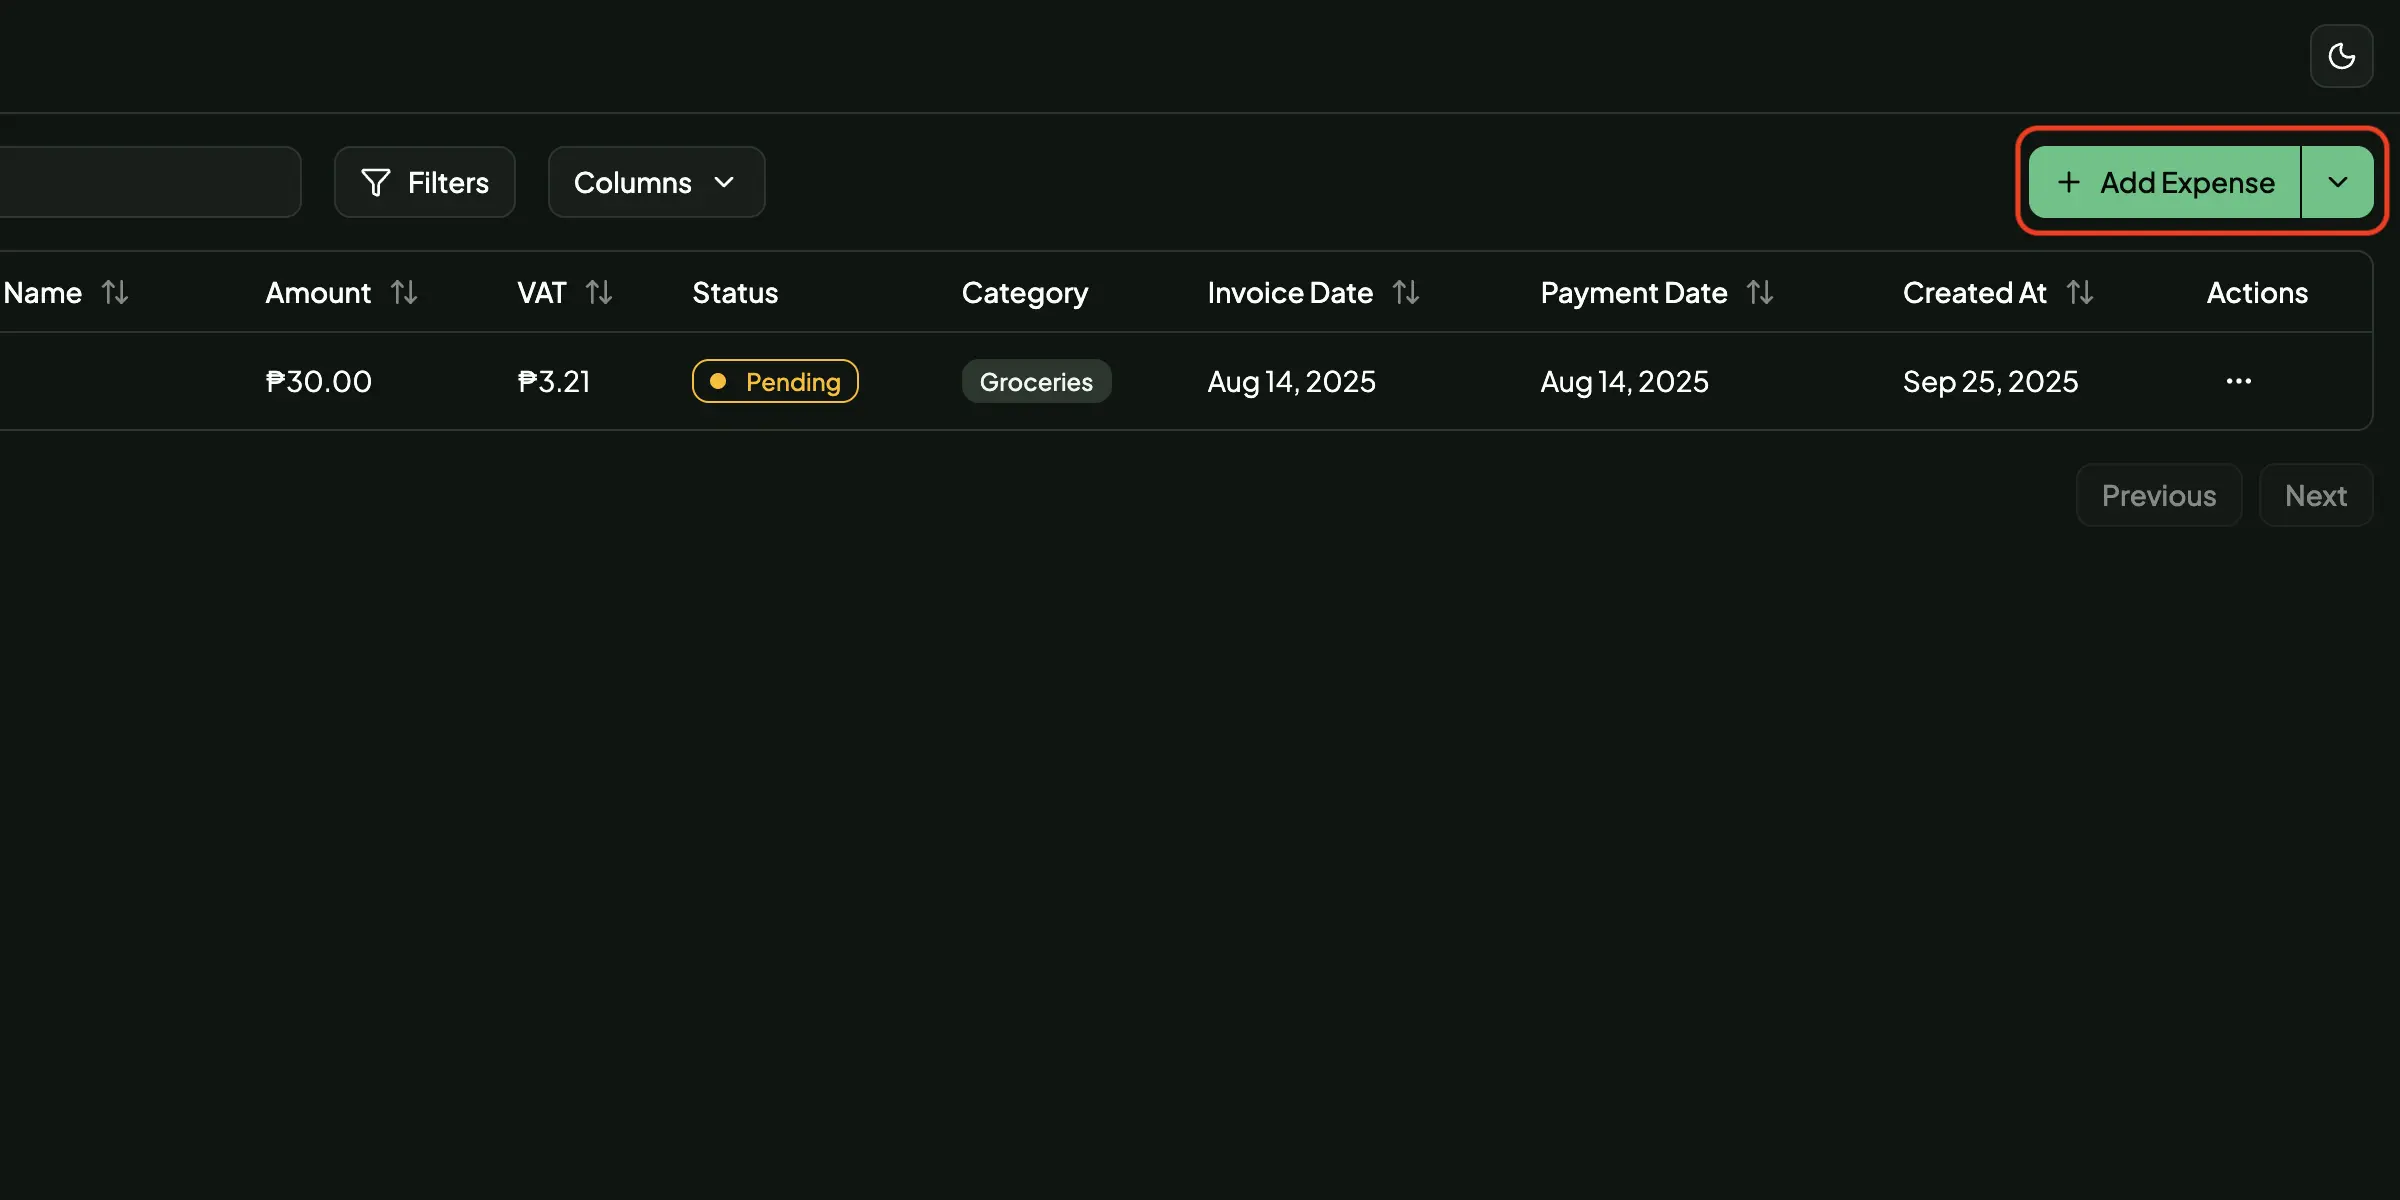 Filters Columns Add Expense
Name Amount VAT Status Category Invoice Date Payment Date Created At Actions
₱30.00 ₱3.21 Pending Groceries Aug 14, 2025 Aug 14, 2025 Sep 25, 2025
Previous Next